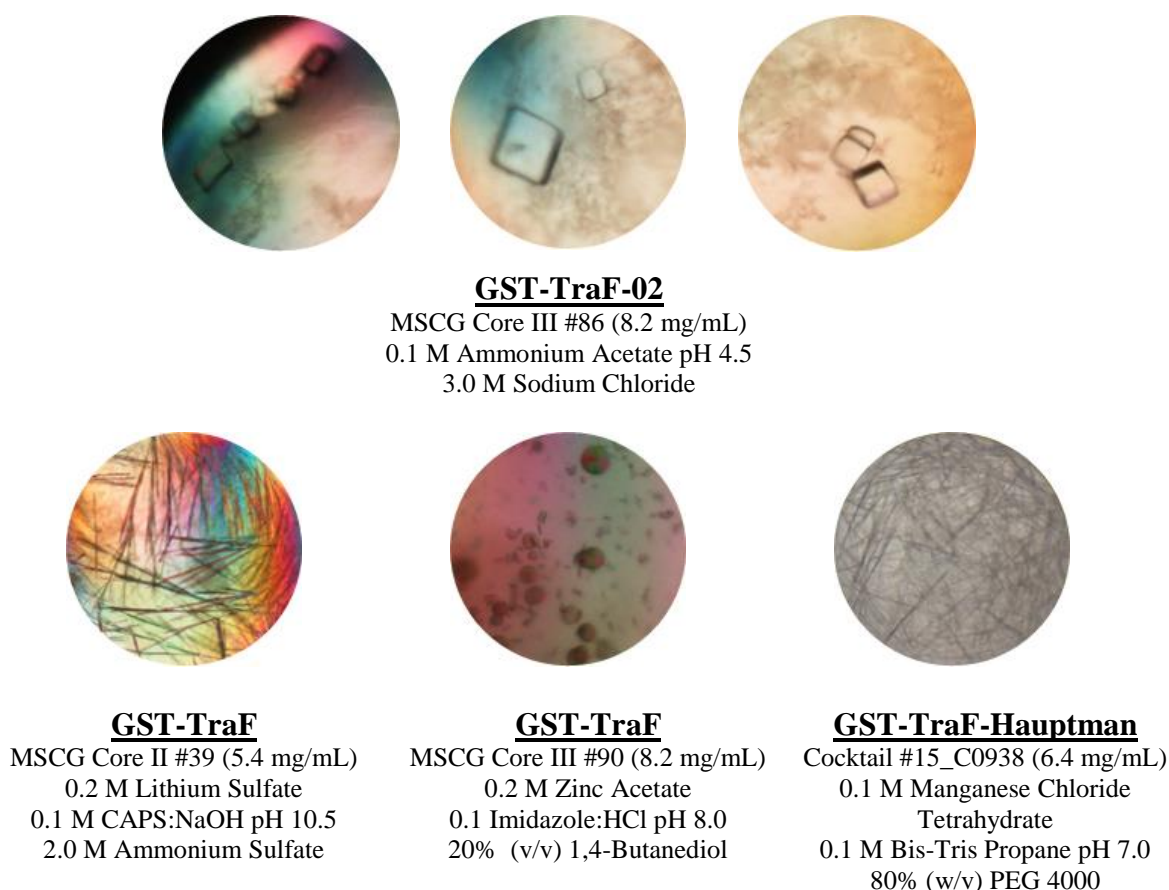 GST-TraF-02
MSCG Core III #86 (8.2 mg/mL)
0.1 M Ammonium Acetate pH 4.5
3.0 M Sodium Chloride
GST-TraF
MSCG Core II #39 (5.4 mg/mL)
0.2 M Lithium Sulfate
0.1 M CAPS:NaOH pH 10.5
2.0 M Ammonium Sulfate
GST-TraF
MSCG Core III #90 (8.2 mg/mL)
0.2 M Zinc Acetate
0.1 Imidazole:HCl pH 8.0
20% (v/v) 1,4-Butanediol
GST-TraF-Hauptman
Cocktail #15_C0938 (6.4 mg/mL)
0.1 M Manganese Chloride
Tetrahydrate
0.1 M Bis-Tris Propane pH 7.0
80% (w/v) PEG 4000